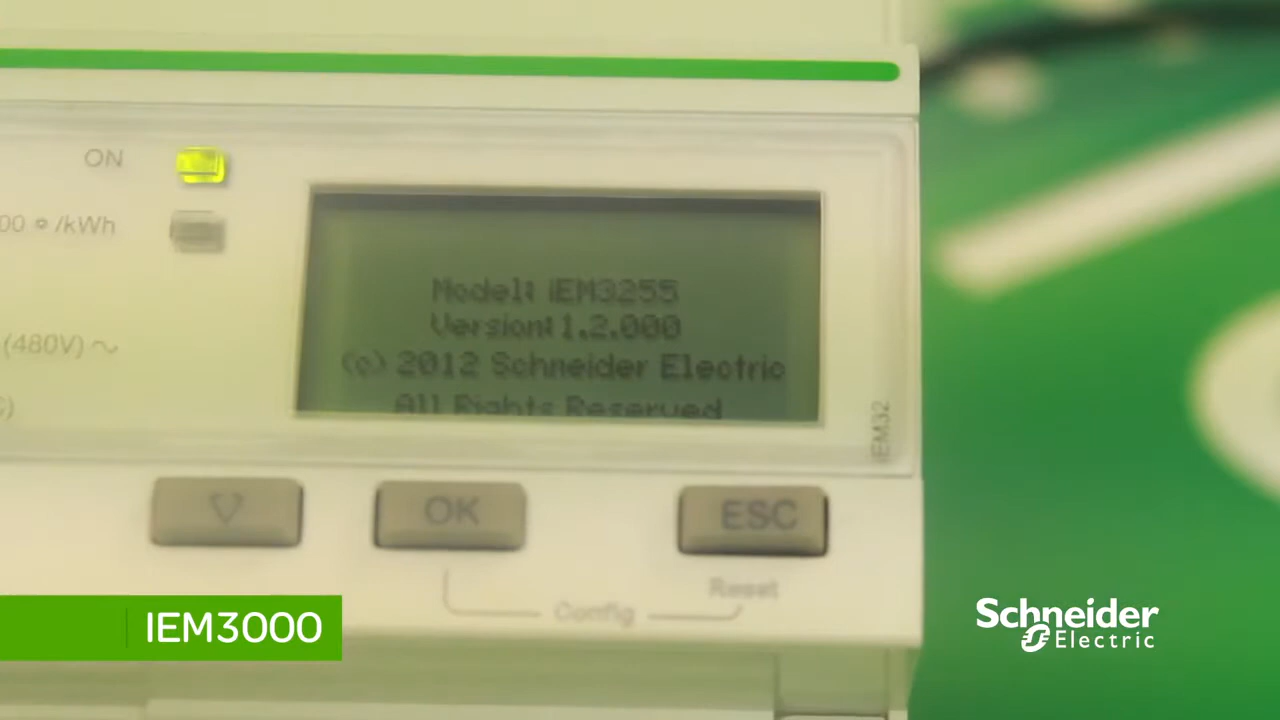 ON
00 /kWh
(480V)
Model: iEM3255
Version: 1.2.000
(c) 2012 Schneider Electric
All Rights Reserved
iEM32
OK
ESC
Reset
Config
IEM3000
Schneider
Electric